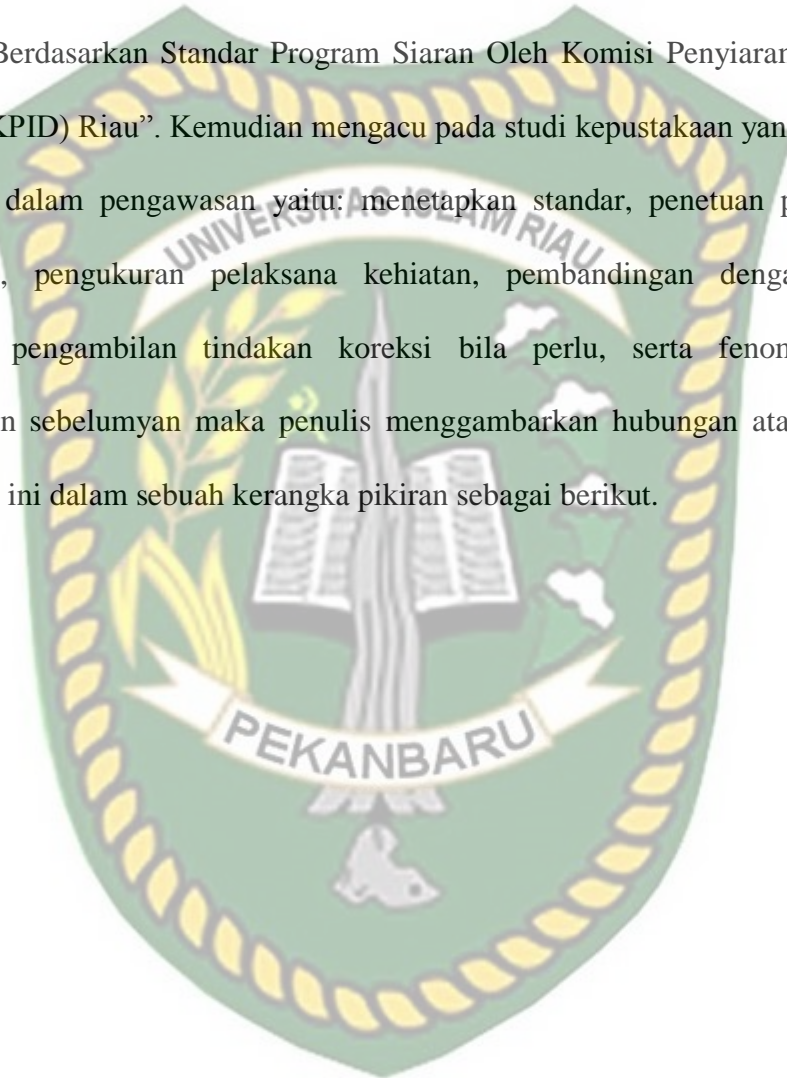 Berdasarkan Standar Program Siaran Oleh Komisi Penyiaran
KPID) Riau”. Kemudian mengacu pada studi kepustakaan yan
dalam pengawasan yaitu: menetapkan standar, penetuan p
UNIVERSITAS ISLAM RIAU
, pengukuran pelaksana kehiatan, pembandingan denga
pengambilan tindakan koreksi bila perlu, serta fenom
n sebelumyan maka penulis menggambarkan hubungan ata
ini dalam sebuah kerangka pikiran sebagai berikut.
PEKANBARU